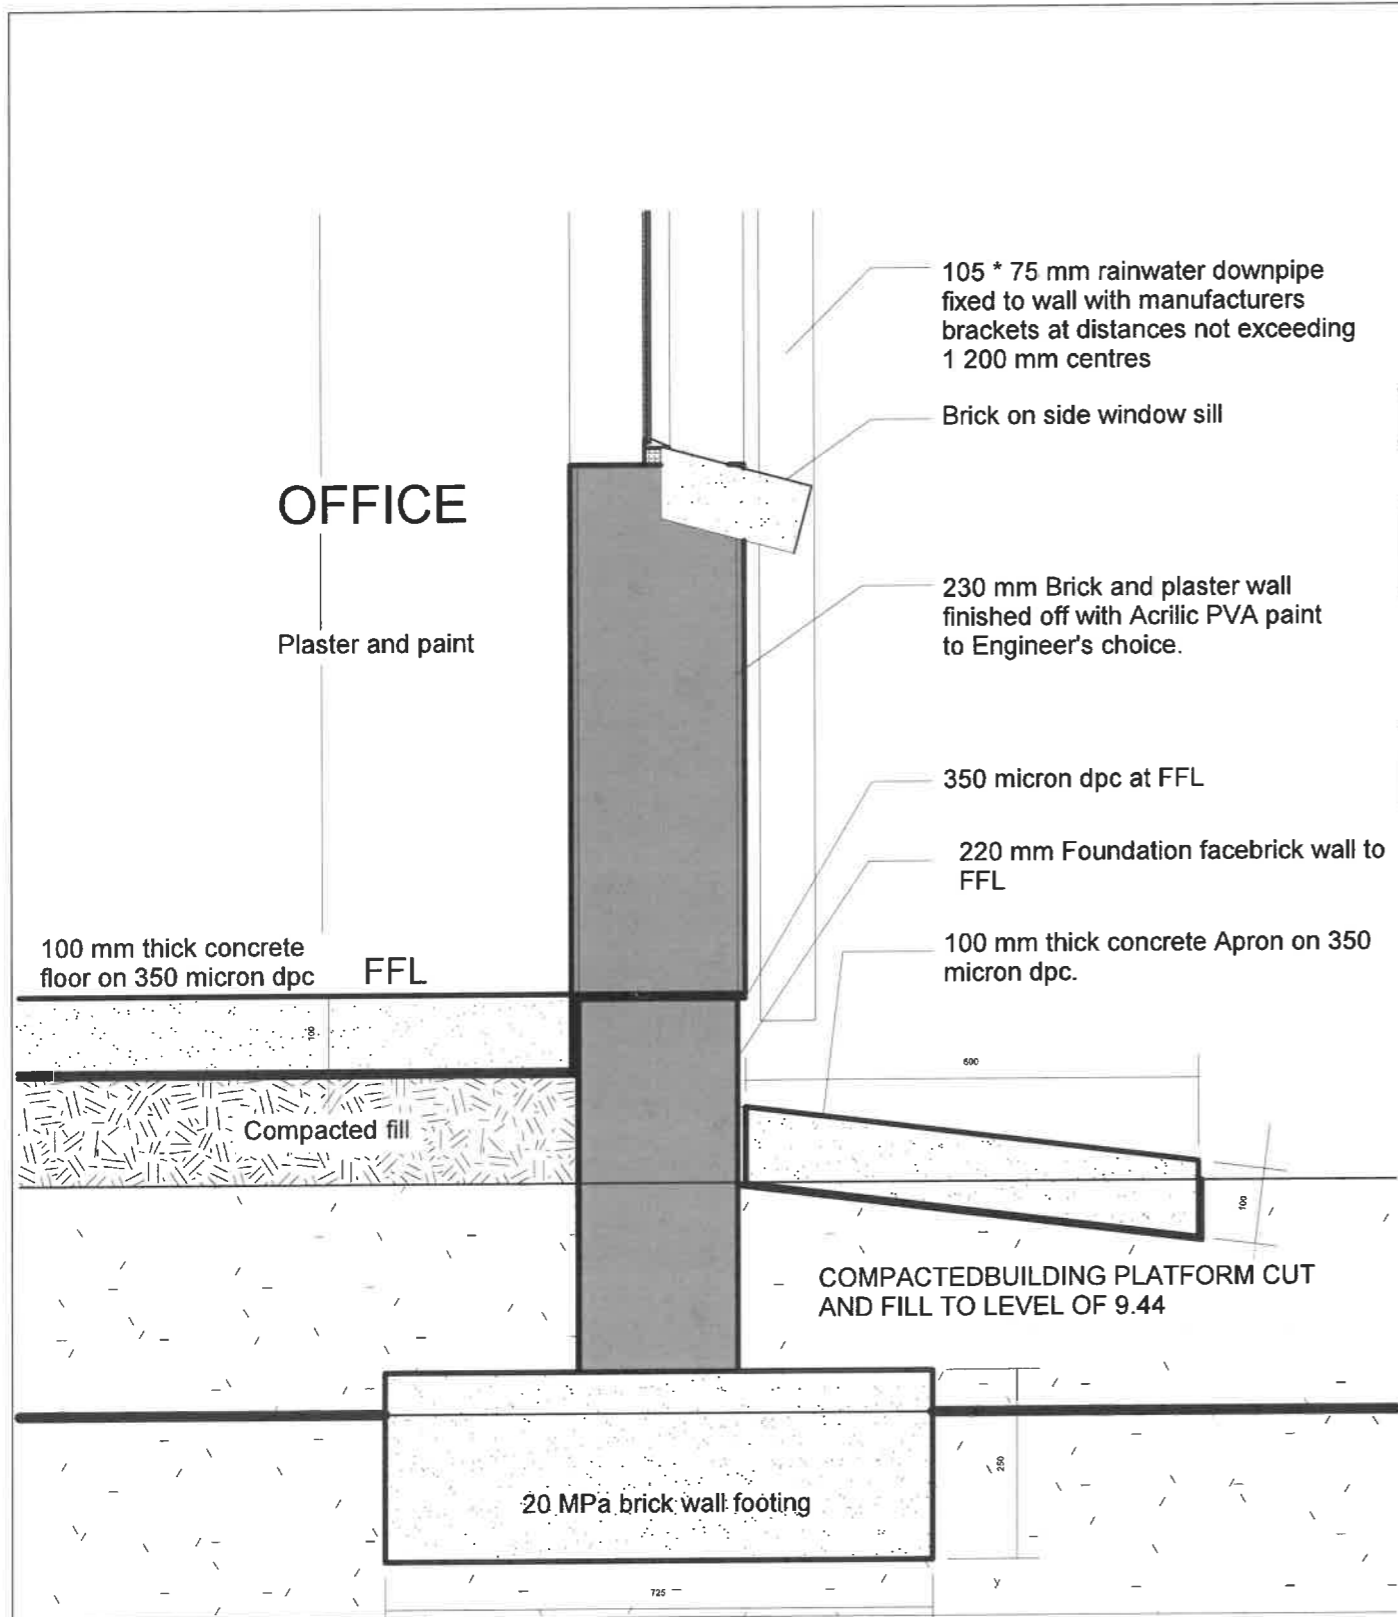 105 * 75 mm rainwater downpipe
fixed to wall with manufacturers
brackets at distances not exceeding
1 200 mm centres
Brick on side window sill
OFFICE
230 mm Brick and plaster wall
finished off with Acrilic PVA paint
to Engineer's choice.
Plaster and paint
350 micron dpc at FFL
220 mm Foundation facebrick wall to
FFL
100 mm thick concrete
floor on 350 micron dpc
FFL
100 mm thick concrete Apron on 350
micron dpc.
100
600
Compacted fill
100
COMPACTEDBUILDING PLATFORM CUT
AND FILL TO LEVEL OF 9.44
250
20 MPa brick wall footing
725
y